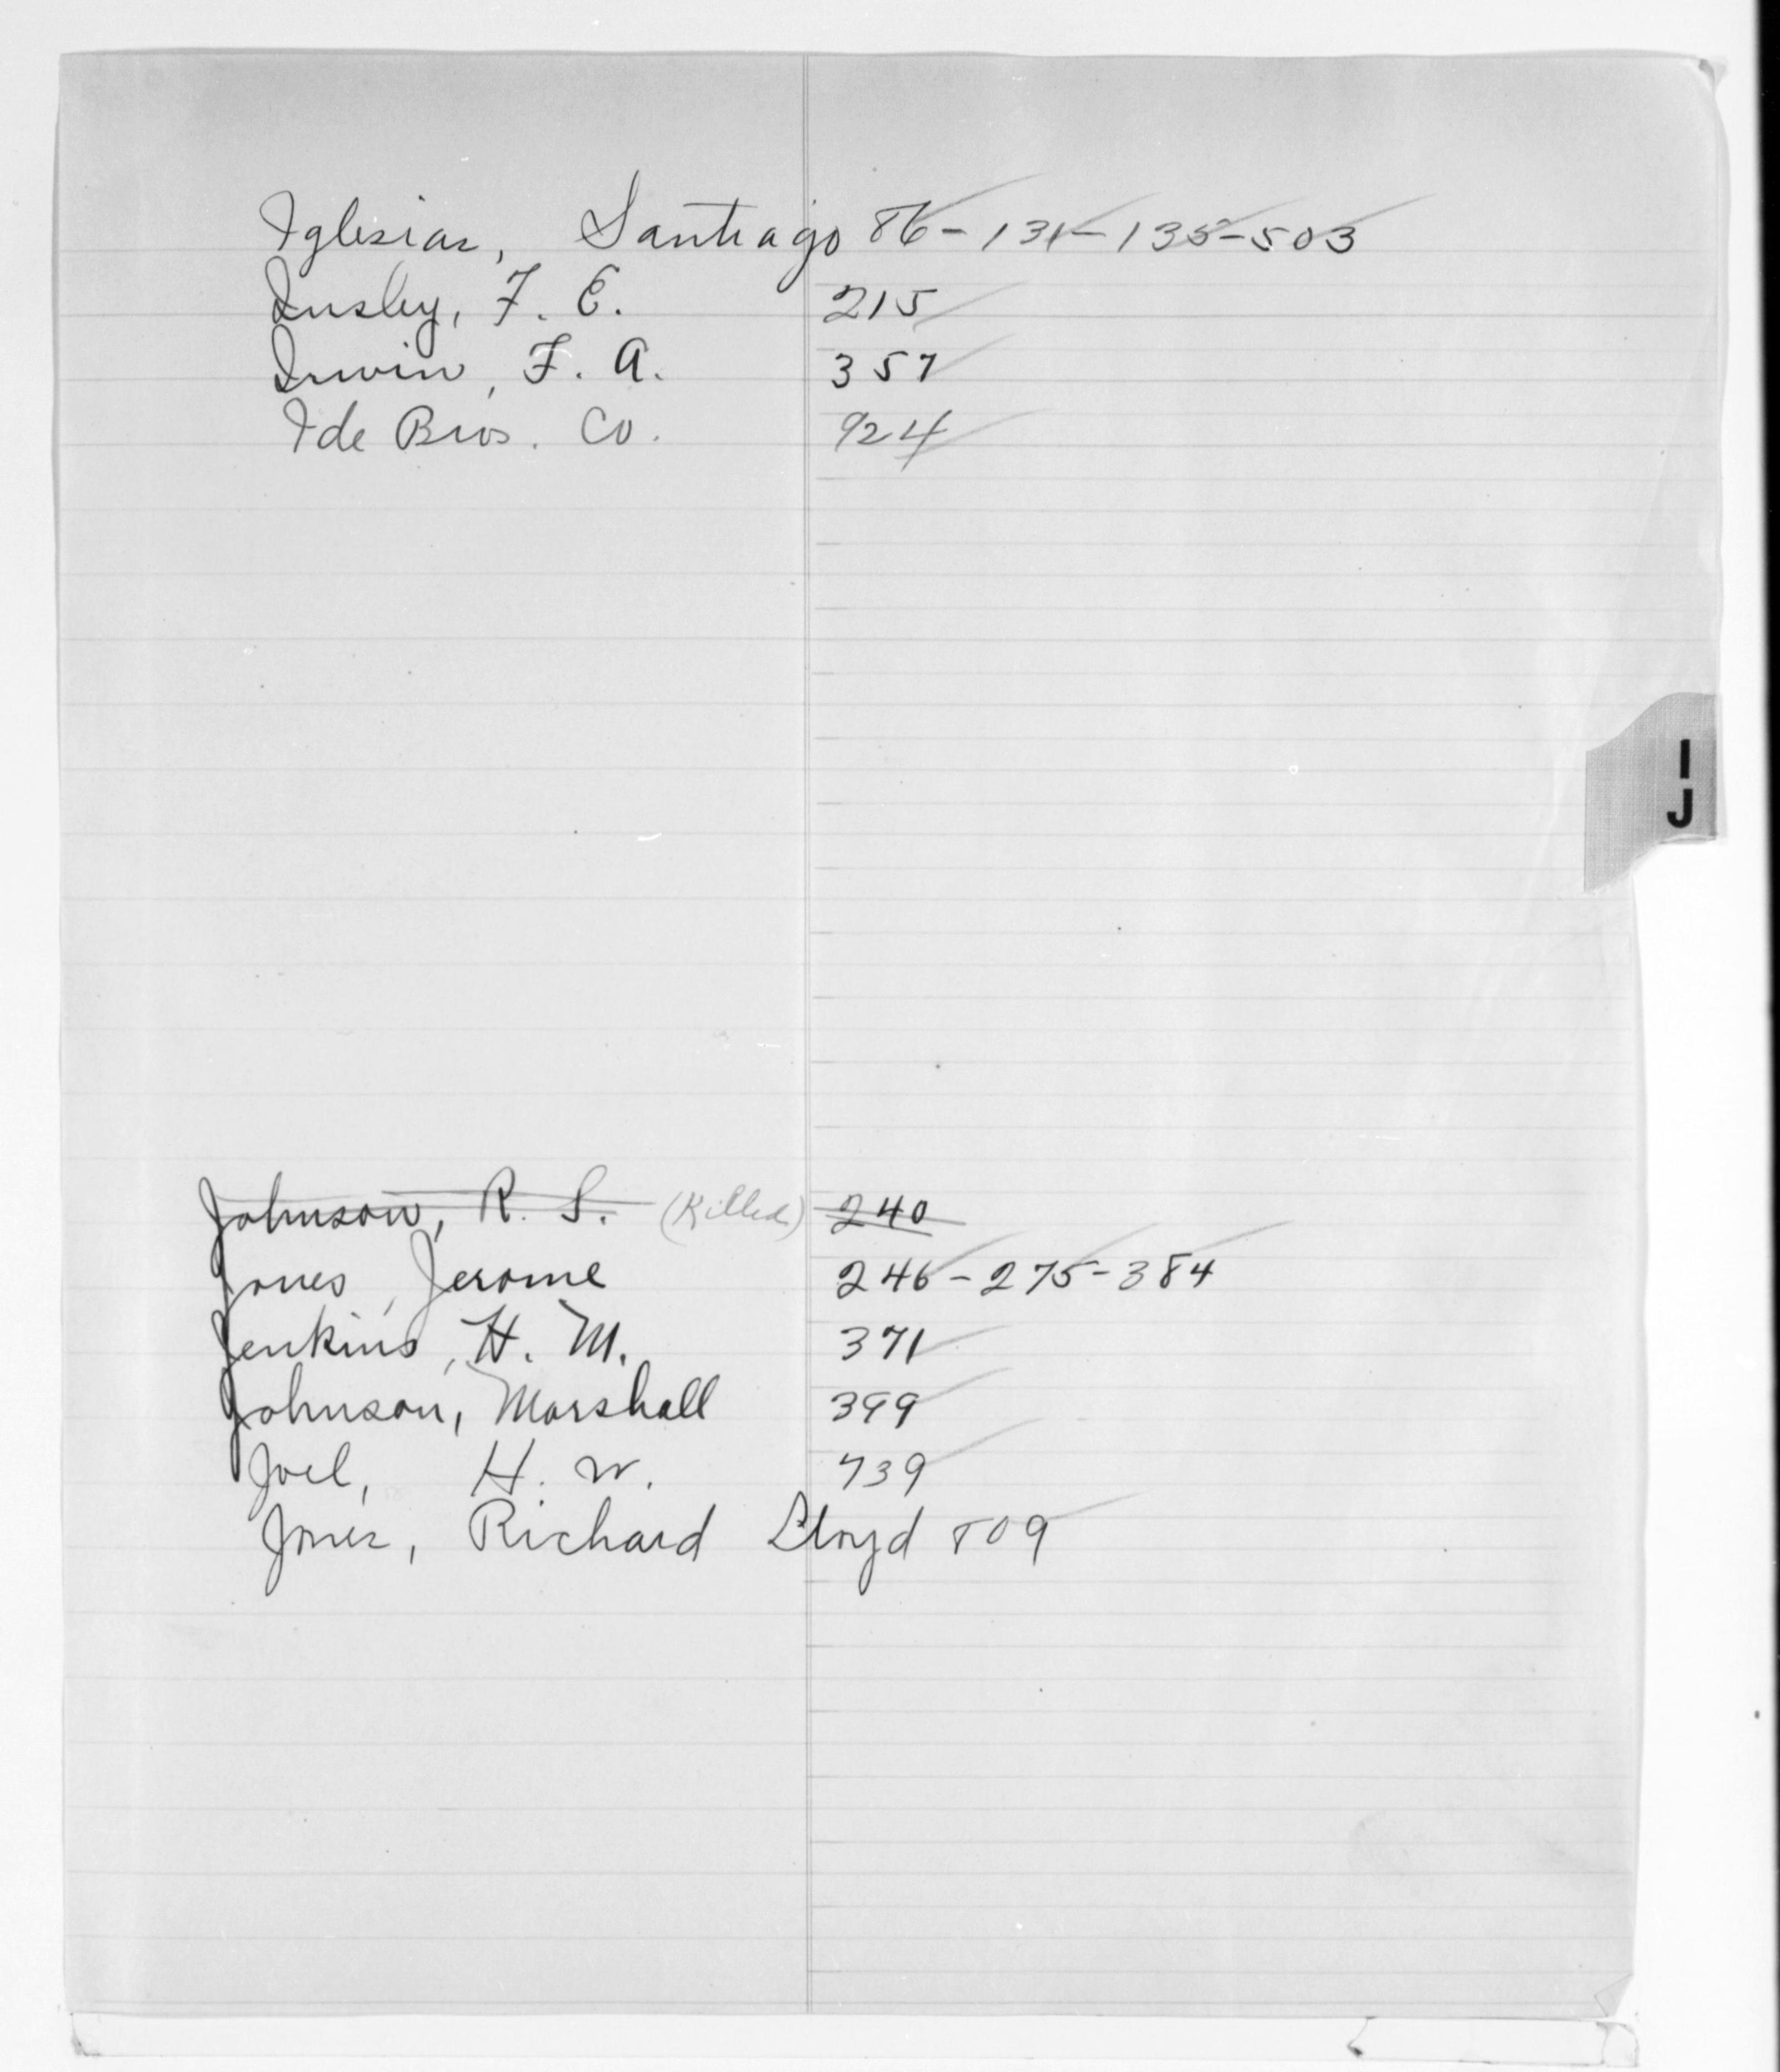 Iglesias, Santiago 86-131-135-503
Insley, F. E. 215
Irwin, F. A. 357
Ide Bros. Co. 924
I
J
Johnson, R. S. (Killed) 240
Jones, Jerome 246-275-384
Jenkins, H. M. 371
Johnson, Marshall 399
Joel, H. W. 739
Jones, Richard Lloyd 809